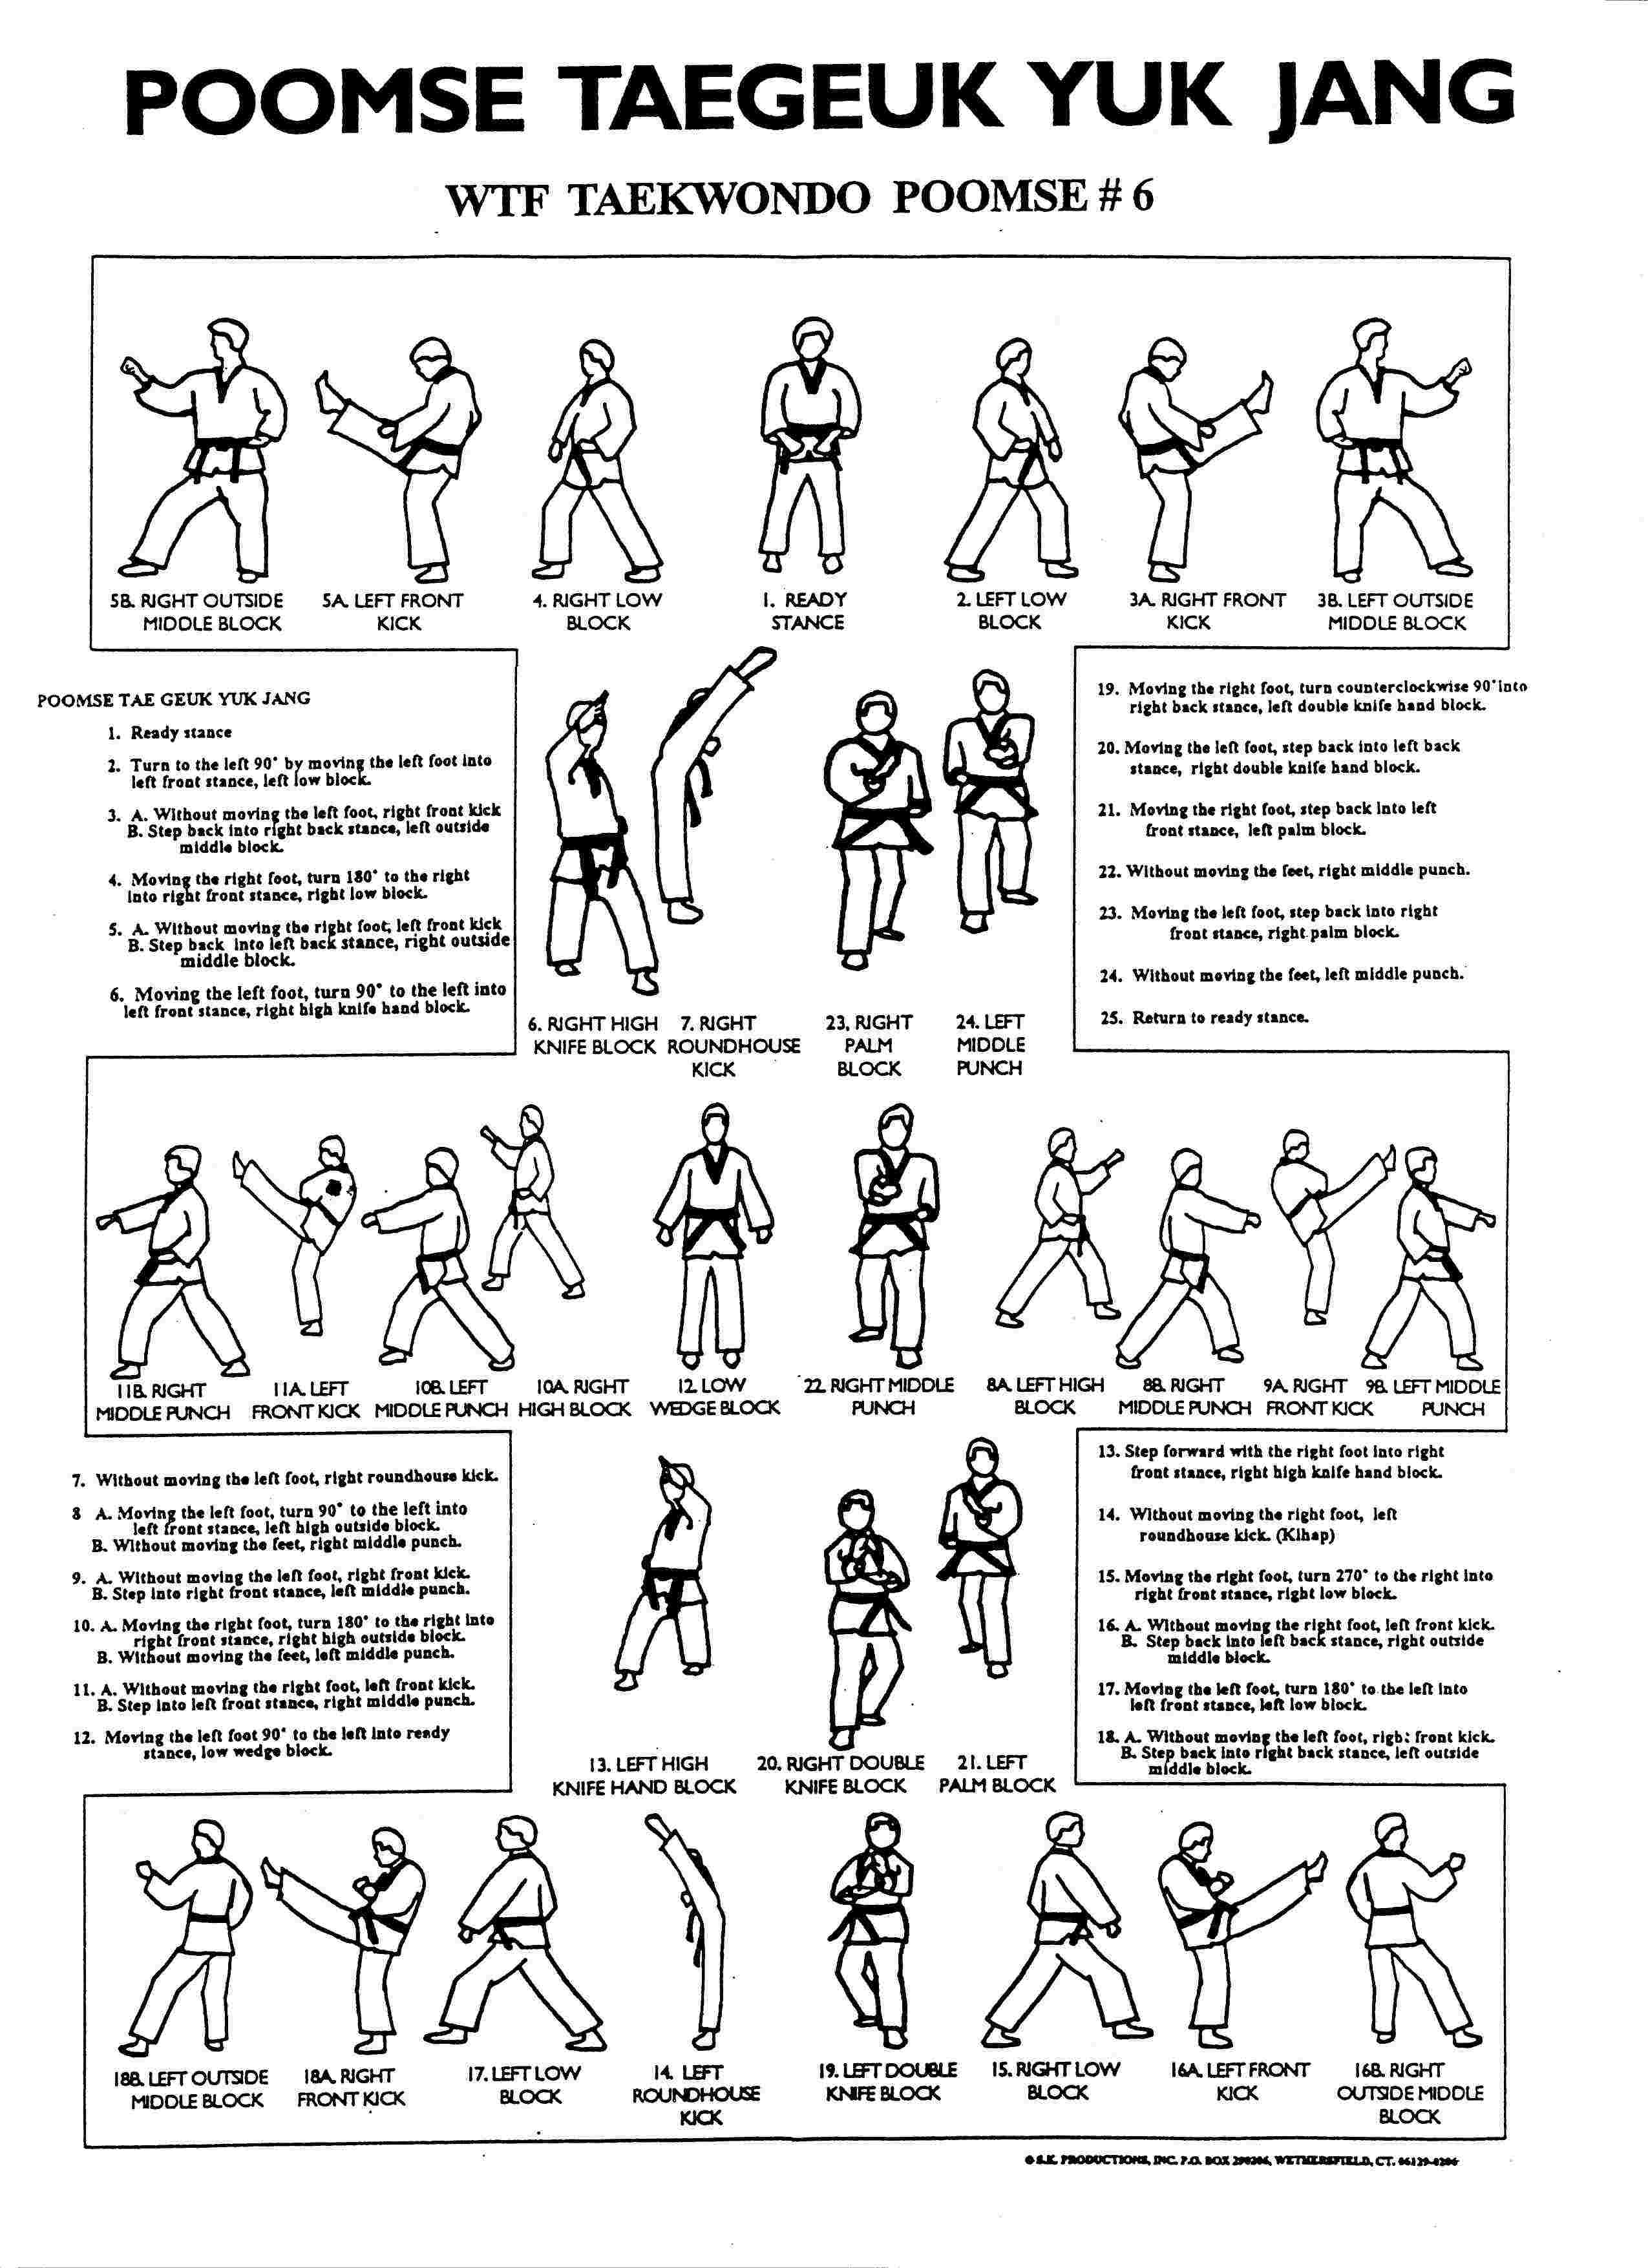 POOMSE TAEGEUK YUK JANG
WTF TAEKWONDO POOMSE # 6
5B. RIGHT OUTSIDE
MIDDLE BLOCK
5A. LEFT FRONT
KICK
4. RIGHT LOW
BLOCK
1. READY
STANCE
2. LEFT LOW
BLOCK
3A. RIGHT FRONT
KICK
3B. LEFT OUTSIDE
MIDDLE BLOCK
POOMSE TAE GEUK YUK JANG
1. Ready stance
2. Turn to the left 90° by moving the left foot into
left front stance, left low block.
3. A. Without moving the left foot, right front kick
B. Step back into right back stance, left outside
middle block.
4. Moving the right foot, turn 180° to the right
into right front stance, right low block.
5. A. Without moving the right foot, left front kick
B. Step back into left back stance, right outside
middle block.
6. Moving the left foot, turn 90° to the left into
left front stance, right high knife hand block.
6. RIGHT HIGH
KNIFE BLOCK
7. RIGHT
ROUNDHOUSE
KICK
23. RIGHT
PALM
BLOCK
24. LEFT
MIDDLE
PUNCH
19. Moving the right foot, turn counterclockwise 90° into
right back stance, left double knife hand block.
20. Moving the left foot, step back into left back
stance, right double knife hand block.
21. Moving the right foot, step back into left
front stance, left palm block.
22. Without moving the feet, right middle punch.
23. Moving the left foot, step back into right
front stance, right palm block.
24. Without moving the feet, left middle punch.
25. Return to ready stance.
11B. RIGHT
MIDDLE PUNCH
11A. LEFT
FRONT KICK
10B. LEFT
MIDDLE PUNCH
10A. RIGHT
HIGH BLOCK
12. LOW
WEDGE BLOCK
22. RIGHT MIDDLE
PUNCH
8A. LEFT HIGH
BLOCK
8B. RIGHT
MIDDLE PUNCH
9A. RIGHT
FRONT KICK
9B. LEFT MIDDLE
PUNCH
7. Without moving the left foot, right roundhouse kick.
8 A. Moving the left foot, turn 90° to the left into
left front stance, left high outside block.
B. Without moving the feet, right middle punch.
9. A. Without moving the left foot, right front kick.
B. Step into right front stance, left middle punch.
10. A. Moving the right foot, turn 180° to the right into
right front stance, right high outside block.
B. Without moving the feet, left middle punch.
11. A. Without moving the right foot, left front kick.
B. Step into left front stance, right middle punch.
12. Moving the left foot 90° to the left into ready
stance, low wedge block.
13. LEFT HIGH
KNIFE HAND BLOCK
20. RIGHT DOUBLE
KNIFE BLOCK
21. LEFT
PALM BLOCK
13. Step forward with the right foot into right
front stance, right high knife hand block.
14. Without moving the right foot, left
roundhouse kick. (Kihap)
15. Moving the right foot, turn 270° to the right into
right front stance, right low block.
16. A. Without moving the right foot, left front kick.
B. Step back into left back stance, right outside
middle block.
17. Moving the left foot, turn 180° to the left into
left front stance, left low block.
18. A. Without moving the left foot, right front kick.
B. Step back into right back stance, left outside
middle block.
18B. LEFT OUTSIDE
MIDDLE BLOCK
18A. RIGHT
FRONT KICK
17. LEFT LOW
BLOCK
14. LEFT
ROUNDHOUSE
KICK
19. LEFT DOUBLE
KNIFE BLOCK
15. RIGHT LOW
BLOCK
16A. LEFT FRONT
KICK
16B. RIGHT
OUTSIDE MIDDLE
BLOCK
© S.K. PRODUCTIONS, INC. P.O. BOX WETHERSFIELD, CT.